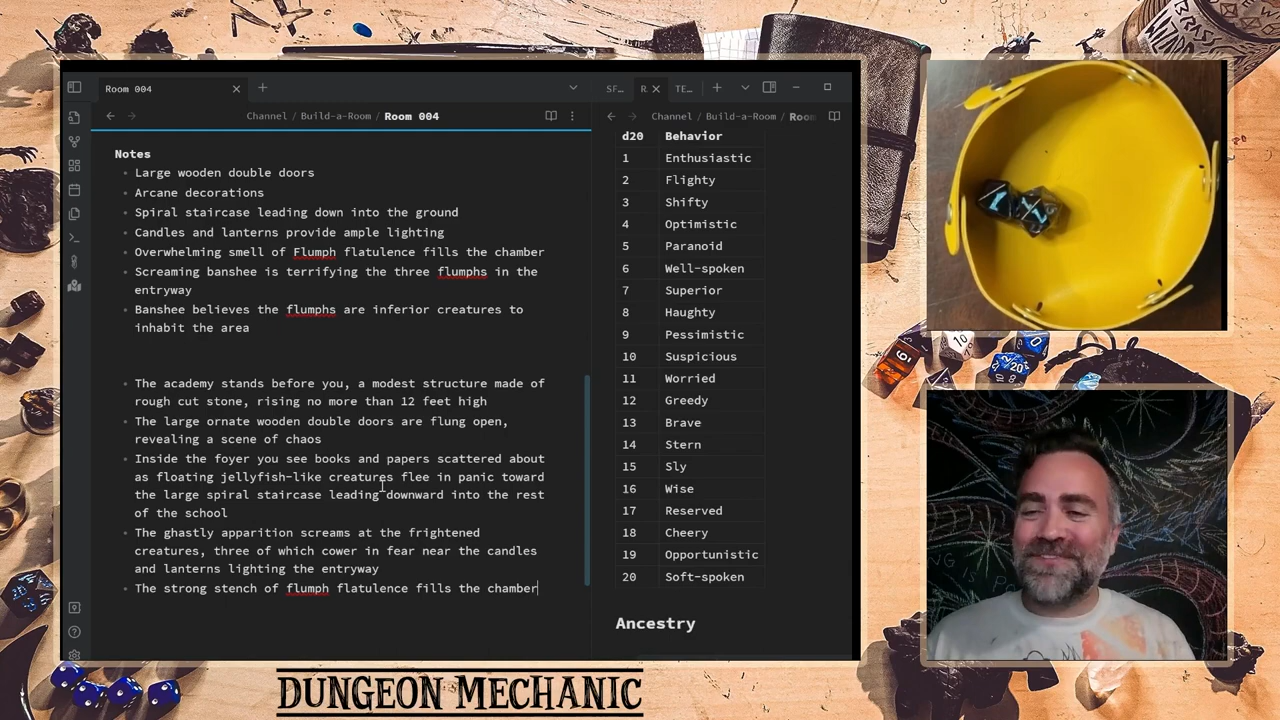 Room 004
SF...
R
TE...
Channel / Build-a-Room / Room 004
Channel / Build-a-Room / Room
Notes
Large wooden double doors
Arcane decorations
Spiral staircase leading down into the ground
Candles and lanterns provide ample lighting
Overwhelming smell of Flumph flatulence fills the chamber
Screaming banshee is terrifying the three flumphs in the
entryway
Banshee believes the flumphs are inferior creatures to
inhabit the area
The academy stands before you, a modest structure made of
rough cut stone, rising no more than 12 feet high
The large ornate wooden double doors are flung open,
revealing a scene of chaos
Inside the foyer you see books and papers scattered about
as floating jellyfish-like creatures flee in panic toward
the large spiral staircase leading downward into the rest
of the school
The ghastly apparition screams at the frightened
creatures, three of which cower in fear near the candles
and lanterns lighting the entryway
The strong stench of flumph flatulence fills the chamber
d20 Behavior
1 Enthusiastic
2 Flighty
3 Shifty
4 Optimistic
5 Paranoid
6 Well-spoken
7 Superior
8 Haughty
9 Pessimistic
10 Suspicious
11 Worried
12 Greedy
13 Brave
14 Stern
15 Sly
16 Wise
17 Reserved
18 Cheery
19 Opportunistic
20 Soft-spoken
Ancestry
DUNGEON MECHANIC